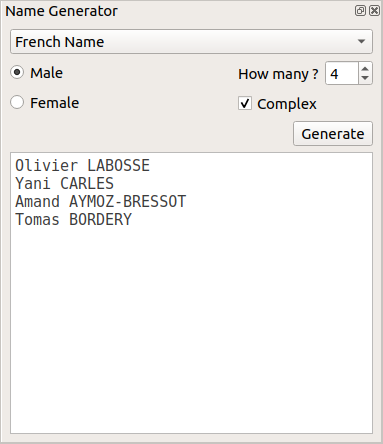 Name Generator
French Name
Male
How many ? 4
Female
Complex
Generate
Olivier LABOSSE
Yani CARLES
Amand AYMOZ-BRESSOT
Tomas BORDERY